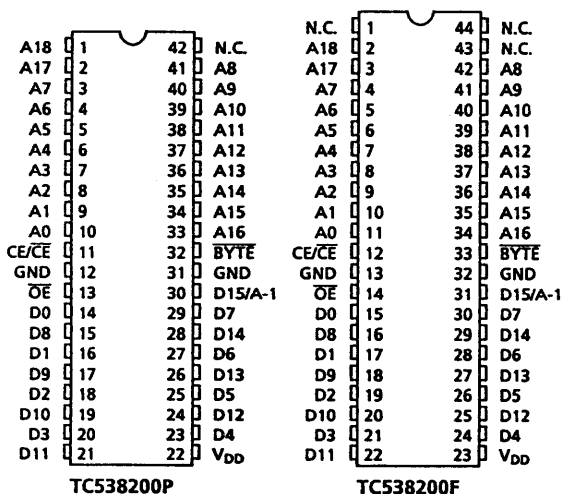 A18 1 42 N.C.
A17 2 41 A8
A7 3 40 A9
A6 4 39 A10
A5 5 38 A11
A4 6 37 A12
A3 7 36 A13
A2 8 35 A14
A1 9 34 A15
A0 10 33 A16
CE/C̅E̅ 11 32 B̅Y̅T̅E̅
GND 12 31 GND
O̅E̅ 13 30 D15/A-1
D0 14 29 D7
D8 15 28 D14
D1 16 27 D6
D9 17 26 D13
D2 18 25 D5
D10 19 24 D12
D3 20 23 D4
D11 21 22 VDD
TC538200P
N.C. 1 44 N.C.
A18 2 43 N.C.
A17 3 42 A8
A7 4 41 A9
A6 5 40 A10
A5 6 39 A11
A4 7 38 A12
A3 8 37 A13
A2 9 36 A14
A1 10 35 A15
A0 11 34 A16
CE/C̅E̅ 12 33 B̅Y̅T̅E̅
GND 13 32 GND
O̅E̅ 14 31 D15/A-1
D0 15 30 D7
D8 16 29 D14
D1 17 28 D6
D9 18 27 D13
D2 19 26 D5
D10 20 25 D12
D3 21 24 D4
D11 22 23 VDD
TC538200F